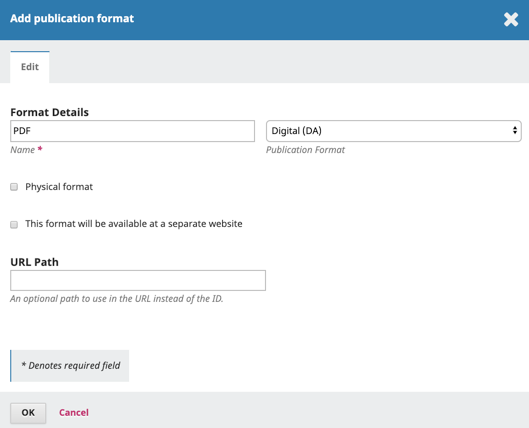 Add publication format
Edit
Format Details
PDF
Digital (DA)
Name *
Publication Format
Physical format
This format will be available at a separate website
URL Path
An optional path to use in the URL instead of the ID.
* Denotes required field
OK
Cancel